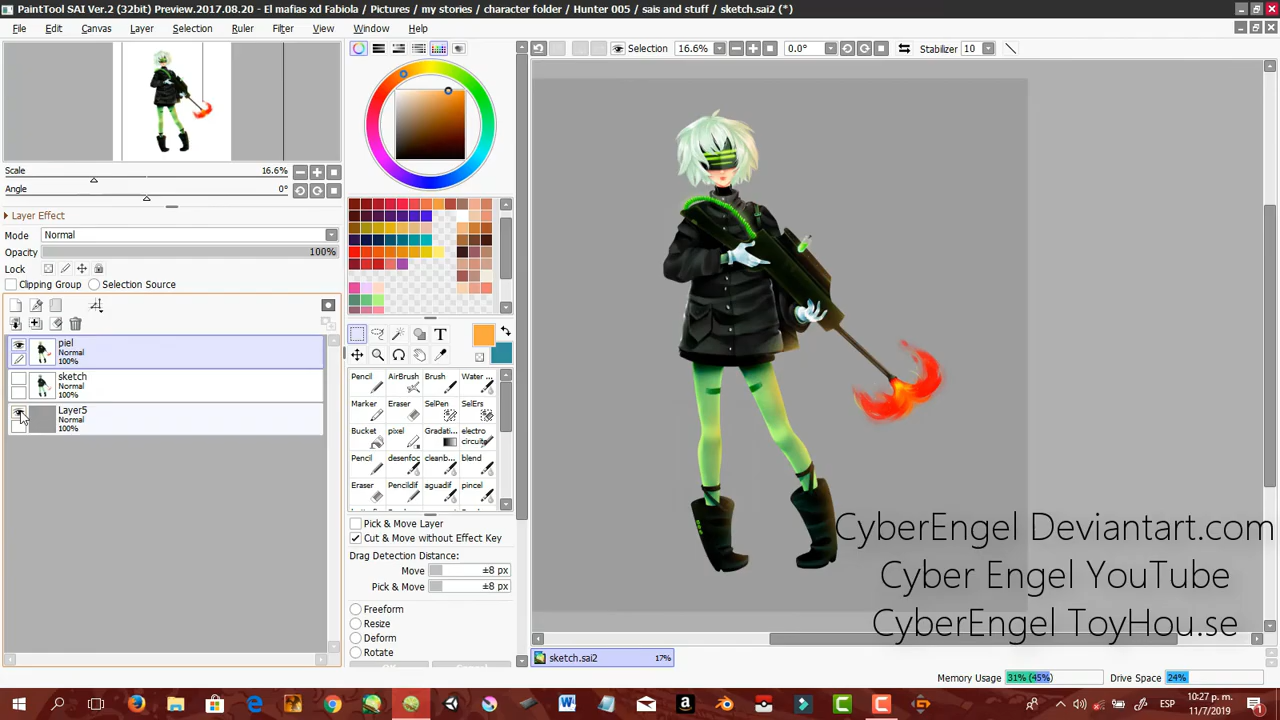 PaintTool SAI Ver.2 (32bit) Preview.2017.08.20 - El mafias xd Fabiola / Pictures / my stories / character folder / Hunter 005 / sais and stuff / sketch.sai2 (*)
File Edit Canvas Layer Selection Ruler Filter View Window Help
Selection 16.6% 0.0° Stabilizer 10
Scale 16.6%
Angle 0°
Layer Effect
Mode Normal
Opacity 100%
Lock
Clipping Group Selection Source
piel
Normal
100%
sketch
Normal
100%
Layer5
Normal
100%
T
Pencil AirBrush Brush Water ...
Marker Eraser SelPen SelErs
Bucket pixel Gradati... electro
circuite
Pencil desenfoc cleanb... blend
Eraser Pencildif aguadif pincel
Pick & Move Layer
Cut & Move without Effect Key
Drag Detection Distance:
Move ±8 px
Pick & Move ±8 px
Freeform
Resize
Deform
Rotate
CyberEngel Deviantart.com
Cyber Engel YouTube
CyberEngel ToyHou.se
sketch.sai2 17%
Memory Usage 31% (45%) Drive Space 24%
ESP 10:27 p. m.
11/7/2019